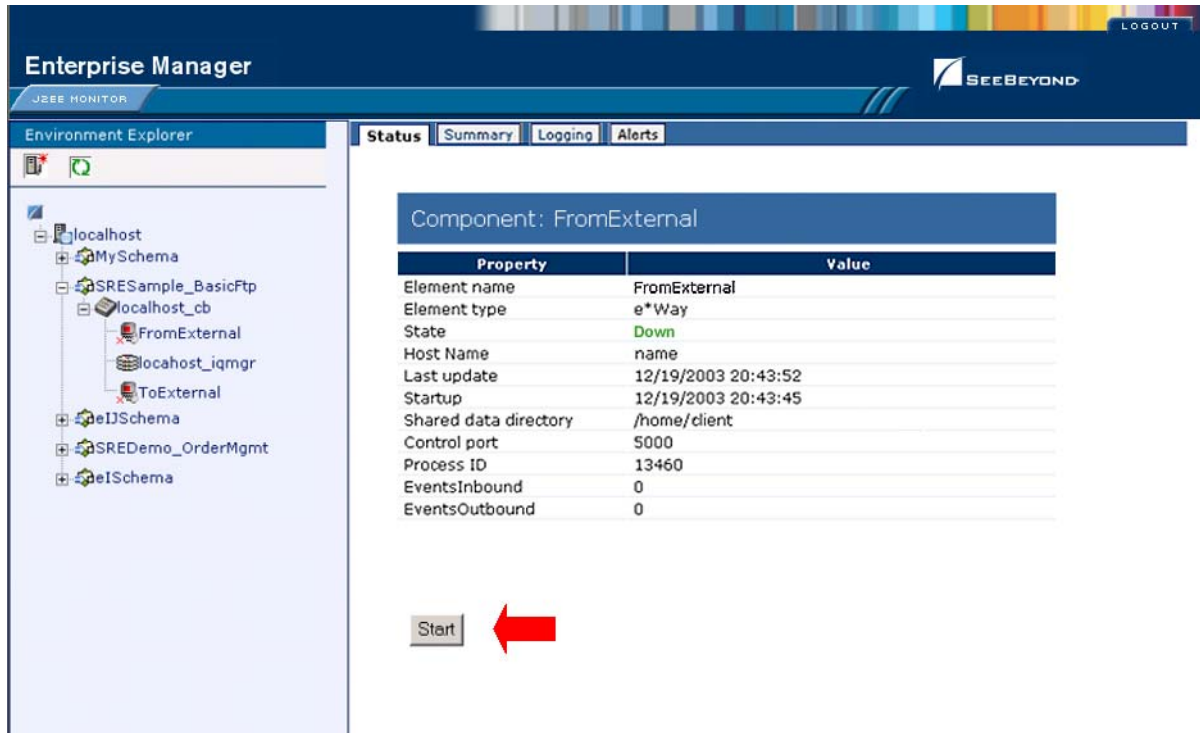 LOGOUT
Enterprise Manager
SEEBEYOND
J2EE MONITOR
Environment Explorer
Status Summary Logging Alerts
localhost
MySchema
SRESample_BasicFtp
localhost_cb
FromExternal
locahost_iqmgr
ToExternal
eIJSchema
SREDemo_OrderMgmt
eISchema
Component: FromExternal
Property Value
Element name FromExternal
Element type e*Way
State Down
Host Name name
Last update 12/19/2003 20:43:52
Startup 12/19/2003 20:43:45
Shared data directory /home/client
Control port 5000
Process ID 13460
EventsInbound 0
EventsOutbound 0
Start